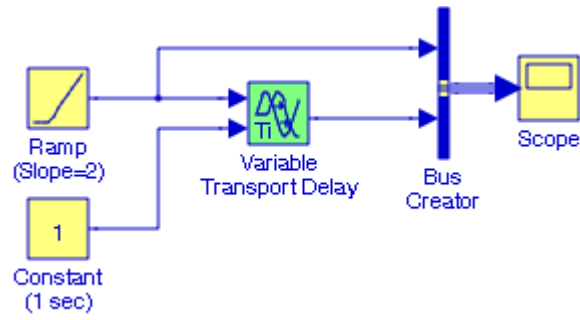 Ramp
(Slope=2)
Ti
Variable
Transport Delay
Bus
Creator
Scope
1
Constant
(1 sec)